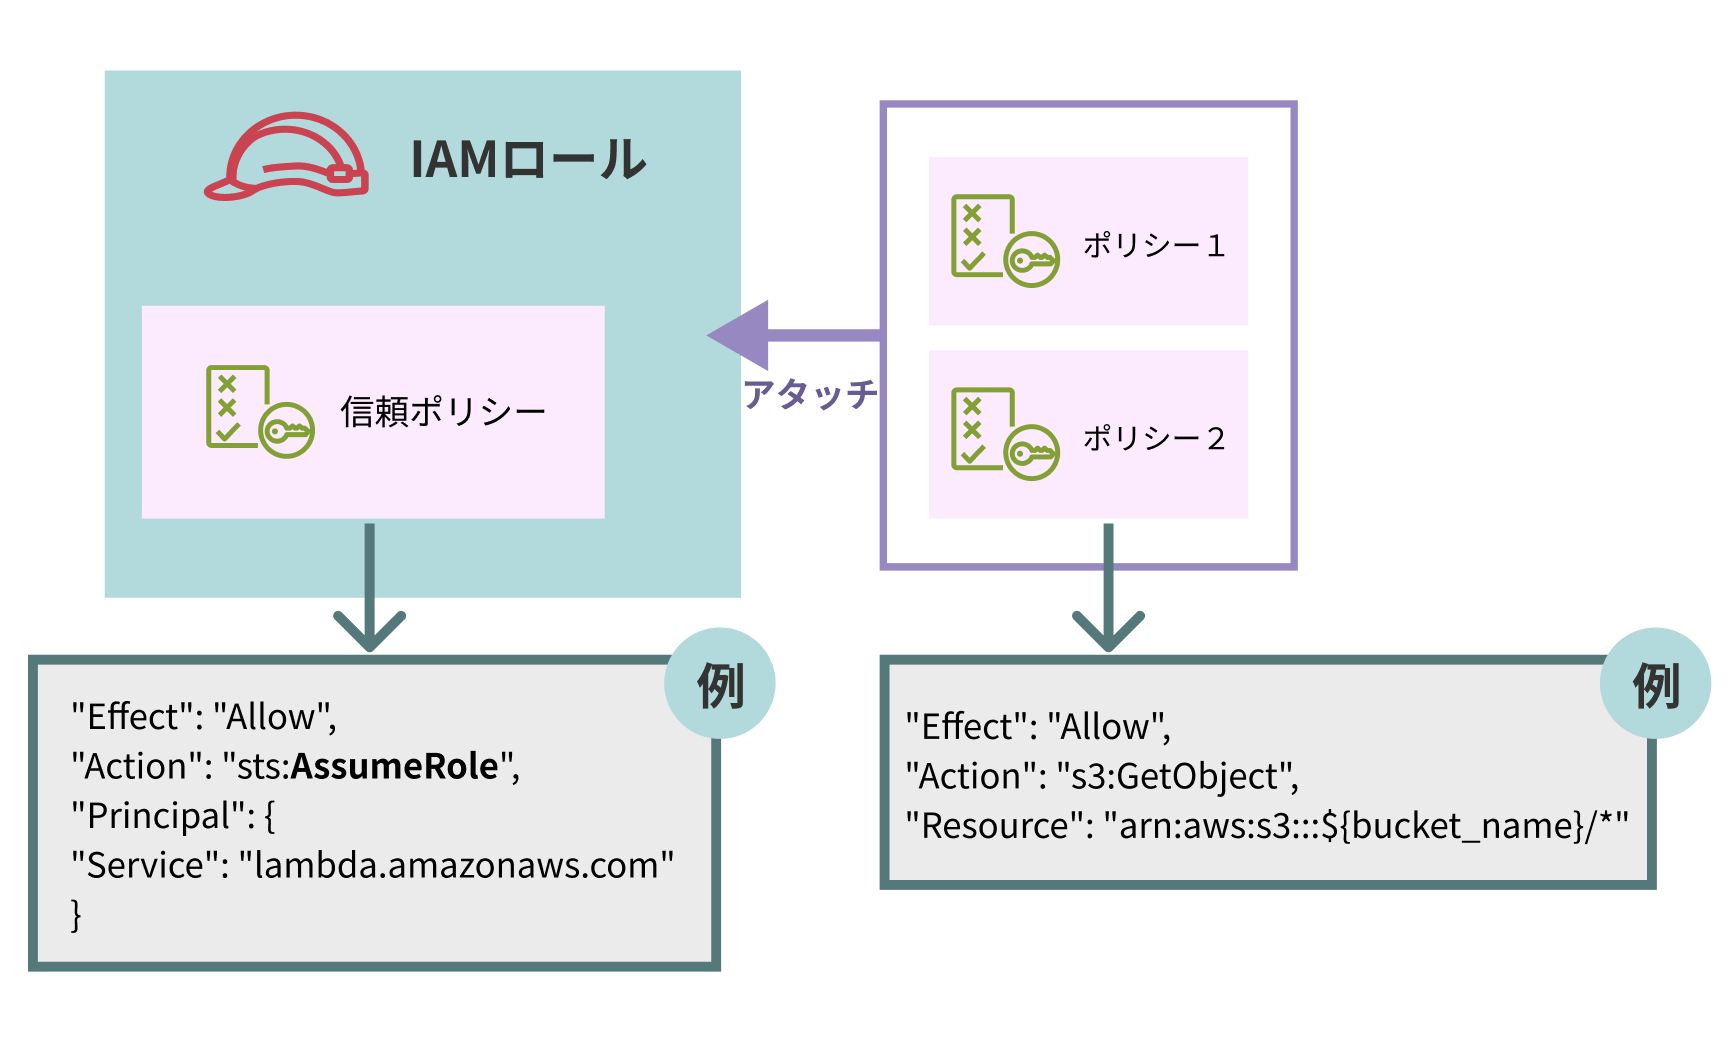 IAMロール
信頼ポリシー
アタッチ
ポリシー１
ポリシー２
例
"Effect": "Allow",
"Action": "sts:AssumeRole",
"Principal": {
"Service": "lambda.amazonaws.com"
}
例
"Effect": "Allow",
"Action": "s3:GetObject",
"Resource": "arn:aws:s3:::${bucket_name}/*"